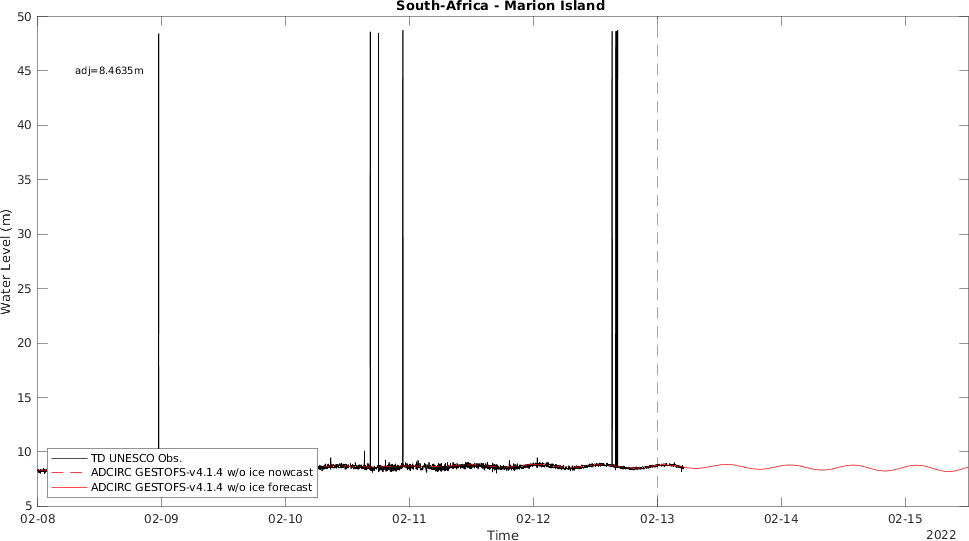 South-Africa - Marion Island
50
45
40
35
30
25
20
15
10
5
Water Level (m)
adj=8.4635m
TD UNESCO Obs.
ADCIRC GESTOFS-v4.1.4 w/o ice nowcast
ADCIRC GESTOFS-v4.1.4 w/o ice forecast
02-08 02-09 02-10 02-11 02-12 02-13 02-14 02-15
Time
2022